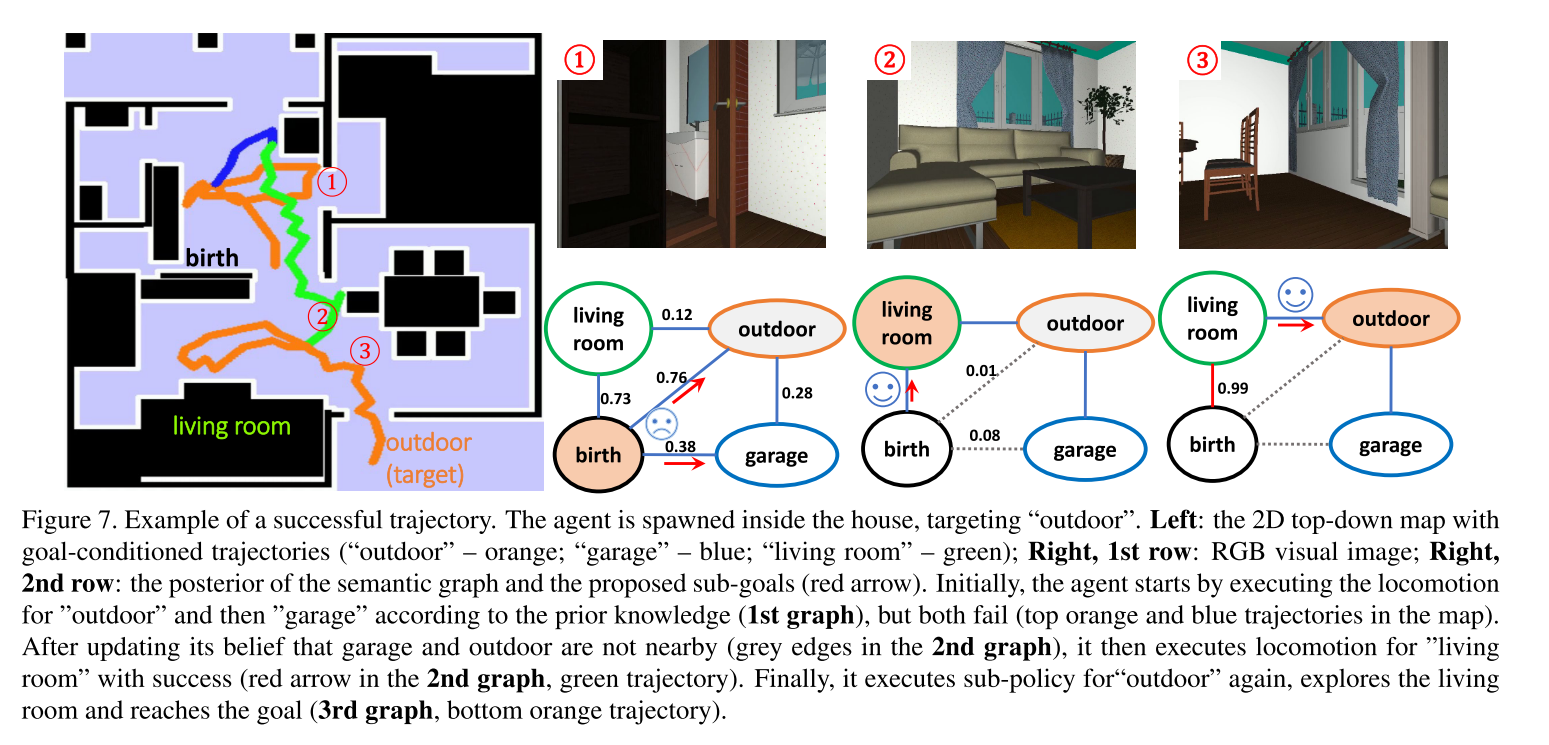 birth
①
②
③
living room
outdoor
(target)
①
②
③
living
room
0.12
outdoor
0.76
0.73
0.28
birth
0.38
garage
living
room
outdoor
0.01
birth
0.08
garage
living
room
outdoor
0.99
birth
garage
Figure 7. Example of a successful trajectory. The agent is spawned inside the house, targeting “outdoor”. Left: the 2D top-down map with
goal-conditioned trajectories (“outdoor” – orange; “garage” – blue; “living room” – green); Right, 1st row: RGB visual image; Right,
2nd row: the posterior of the semantic graph and the proposed sub-goals (red arrow). Initially, the agent starts by executing the locomotion
for ”outdoor” and then ”garage” according to the prior knowledge (1st graph), but both fail (top orange and blue trajectories in the map).
After updating its belief that garage and outdoor are not nearby (grey edges in the 2nd graph), it then executes locomotion for ”living
room” with success (red arrow in the 2nd graph, green trajectory). Finally, it executes sub-policy for“outdoor” again, explores the living
room and reaches the goal (3rd graph, bottom orange trajectory).